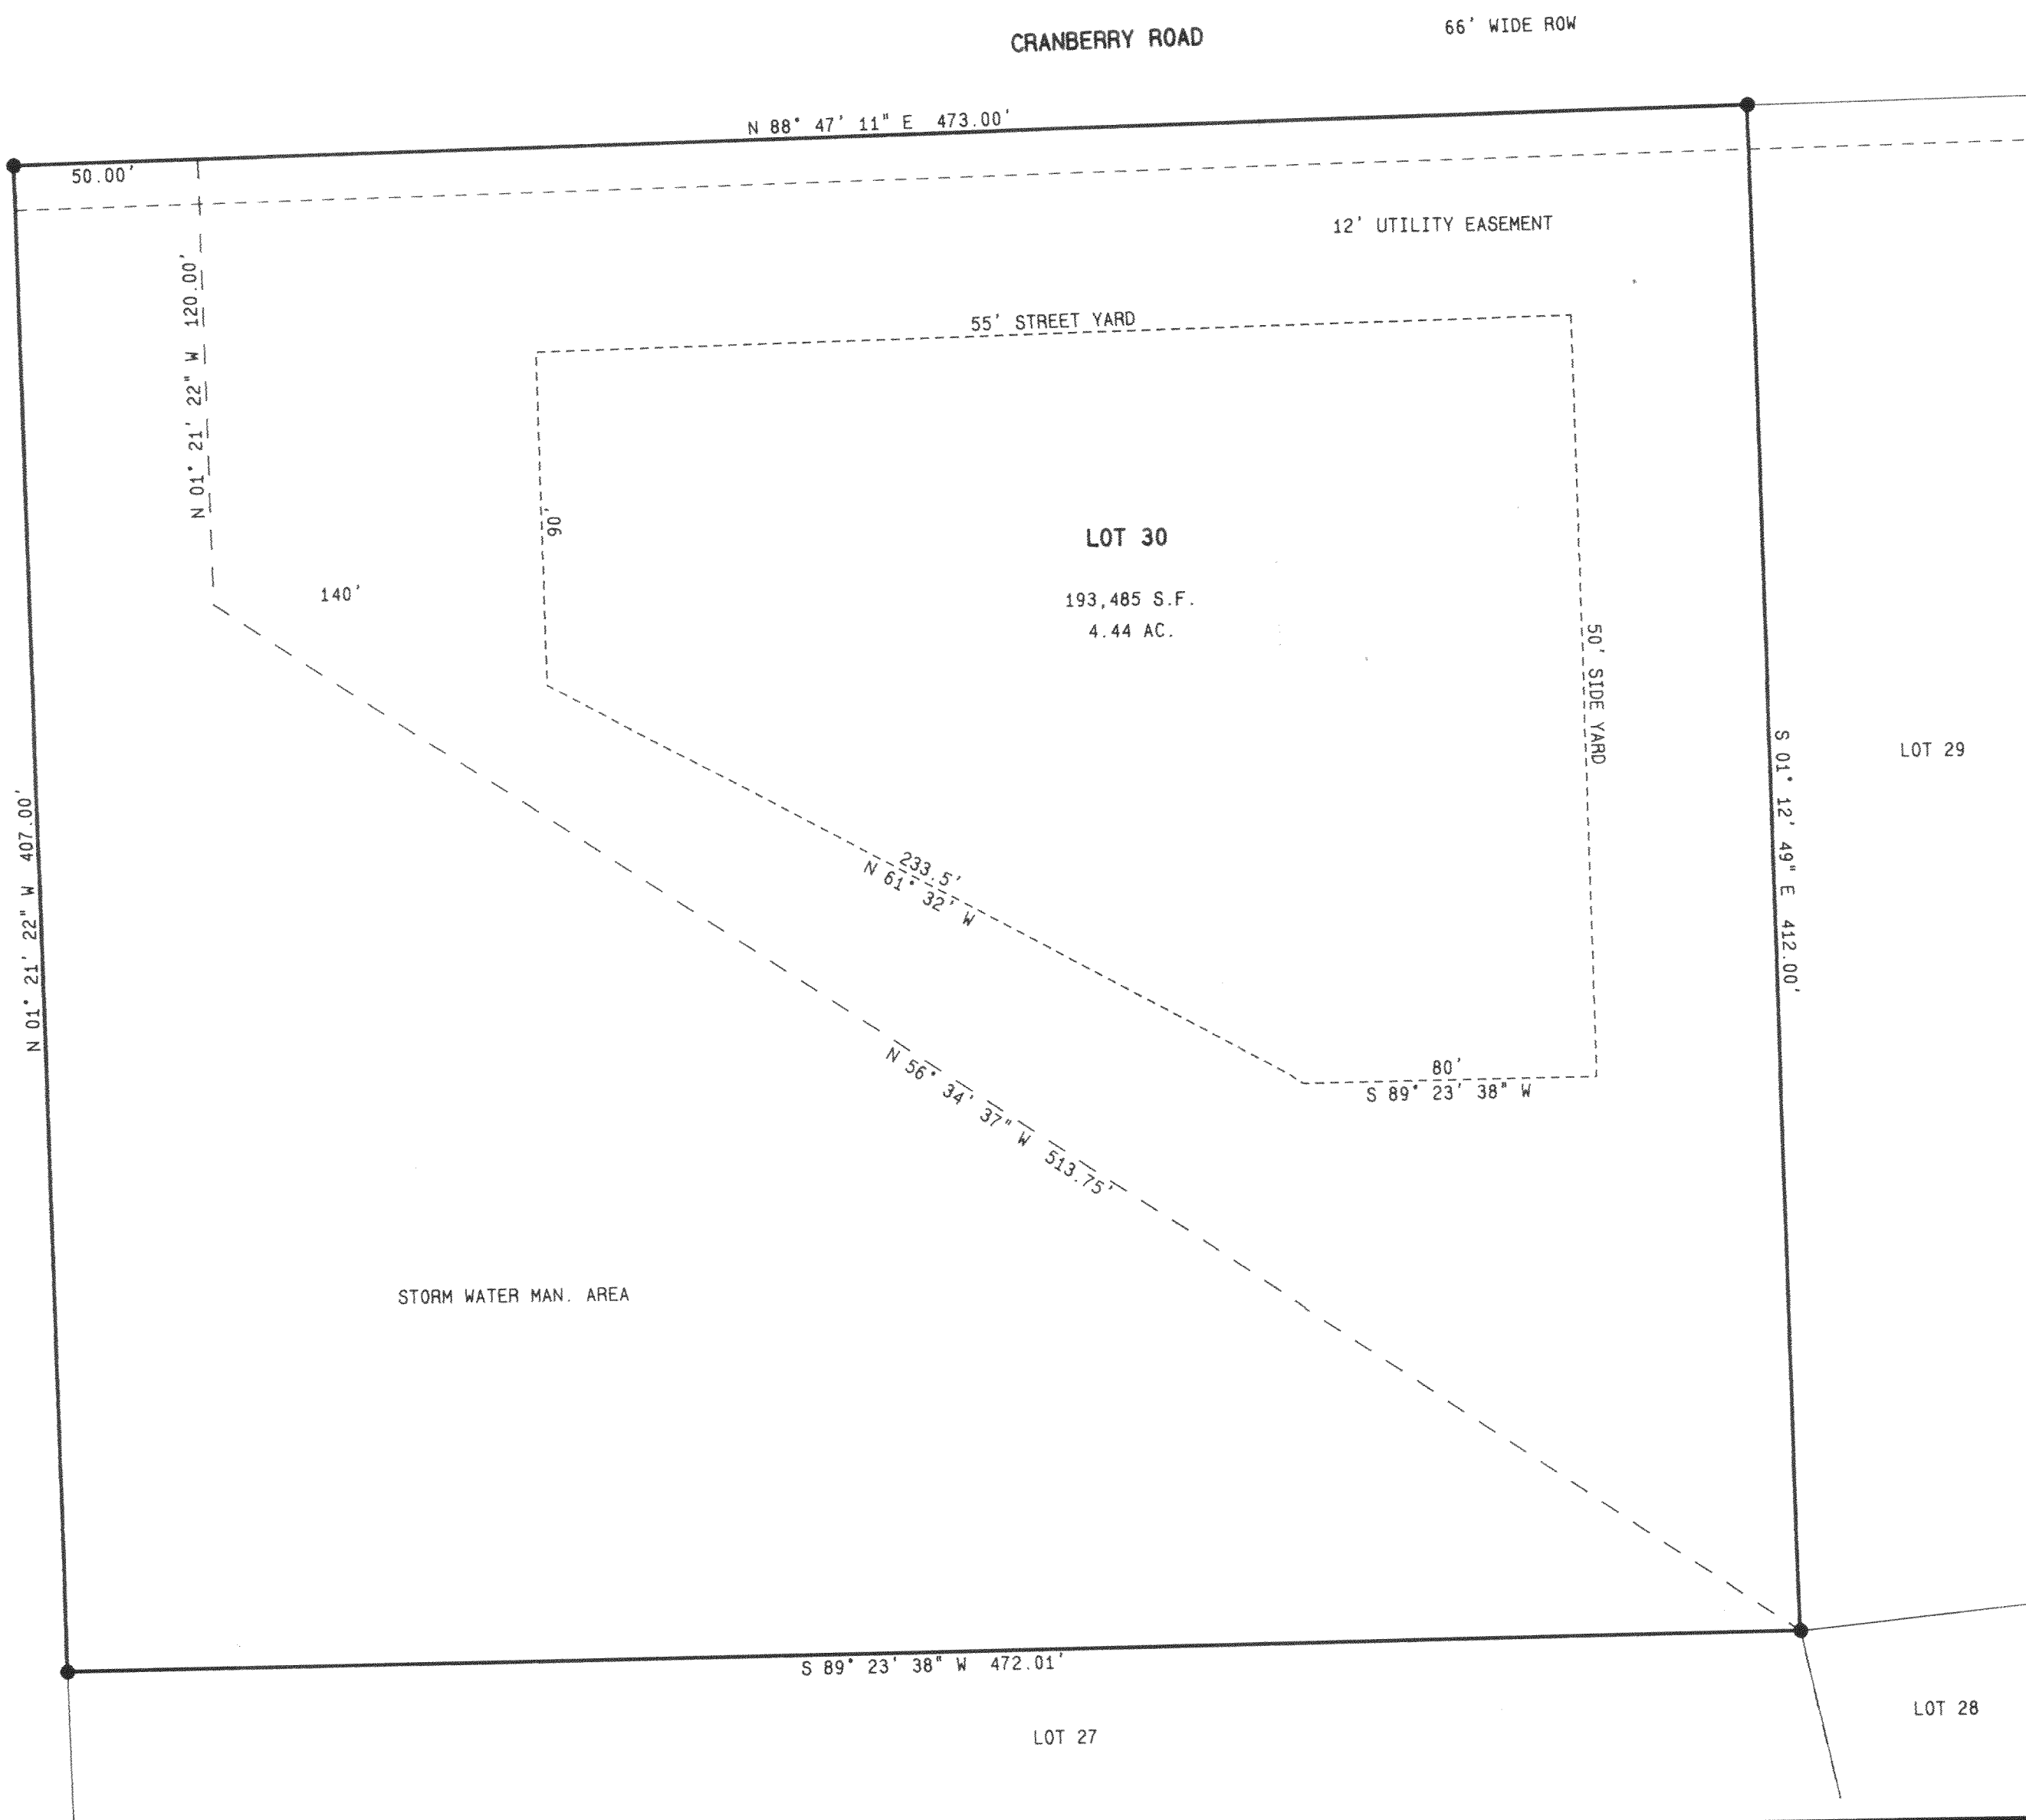 CRANBERRY ROAD
66' WIDE ROW
N 88° 47' 11" E 473.00'
50.00'
12' UTILITY EASEMENT
N 01° 21' 22" W 120.00'
55' STREET YARD
90'
LOT 30
140'
193,485 S.F.
4.44 AC.
50' SIDE YARD
S 01° 12' 49" E 412.00'
LOT 29
N 01° 21' 22" W 407.00'
233.5'
N 61° 32' W
80'
S 89° 23' 38" W
N 56° 34' 37" W 513.75'
STORM WATER MAN. AREA
S 89° 23' 38" W 472.01'
LOT 28
LOT 27